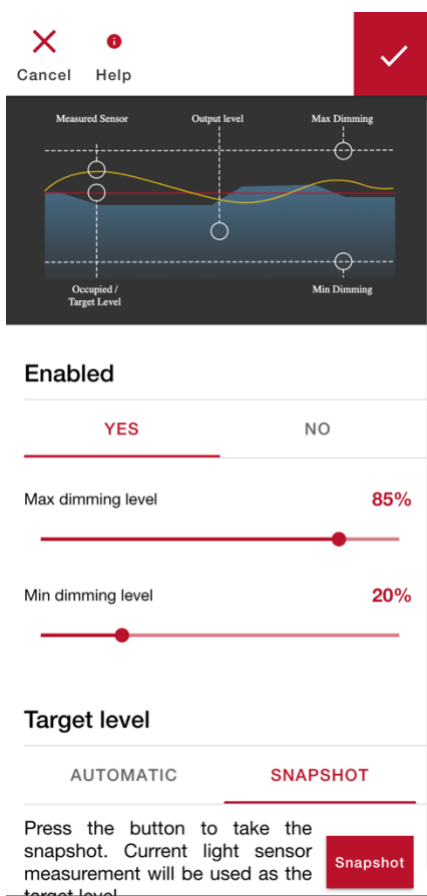 Cancel
Help
Measured Sensor
Output level
Max Dimming
Occupied /
Target Level
Min Dimming
Enabled
YES
NO
Max dimming level
85%
Min dimming level
20%
Target level
AUTOMATIC
SNAPSHOT
Press the button to take the
snapshot. Current light sensor
measurement will be used as the
target level
Snapshot